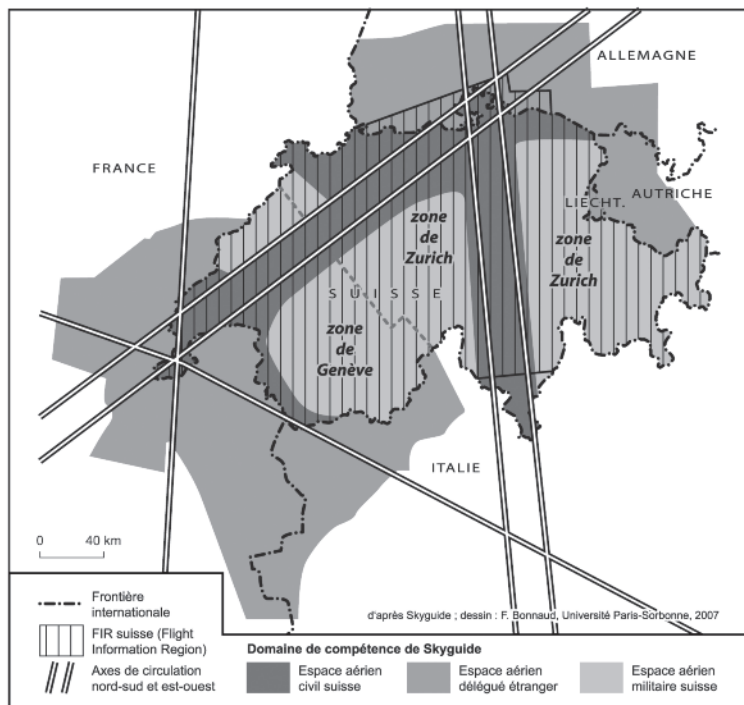 ALLEMAGNE
FRANCE
LIECHT.
AUTRICHE
zone
de
Zurich
zone
de
Zurich
SUISSE
zone
de
Genève
ITALIE
0 40 km
d'après Skyguide ; dessin : F. Bonnaud, Université Paris-Sorbonne, 2007
Frontière
internationale
FIR suisse (Flight
Information Region)
Axes de circulation
nord-sud et est-ouest
Domaine de compétence de Skyguide
Espace aérien
civil suisse
Espace aérien
délégué étranger
Espace aérien
militaire suisse